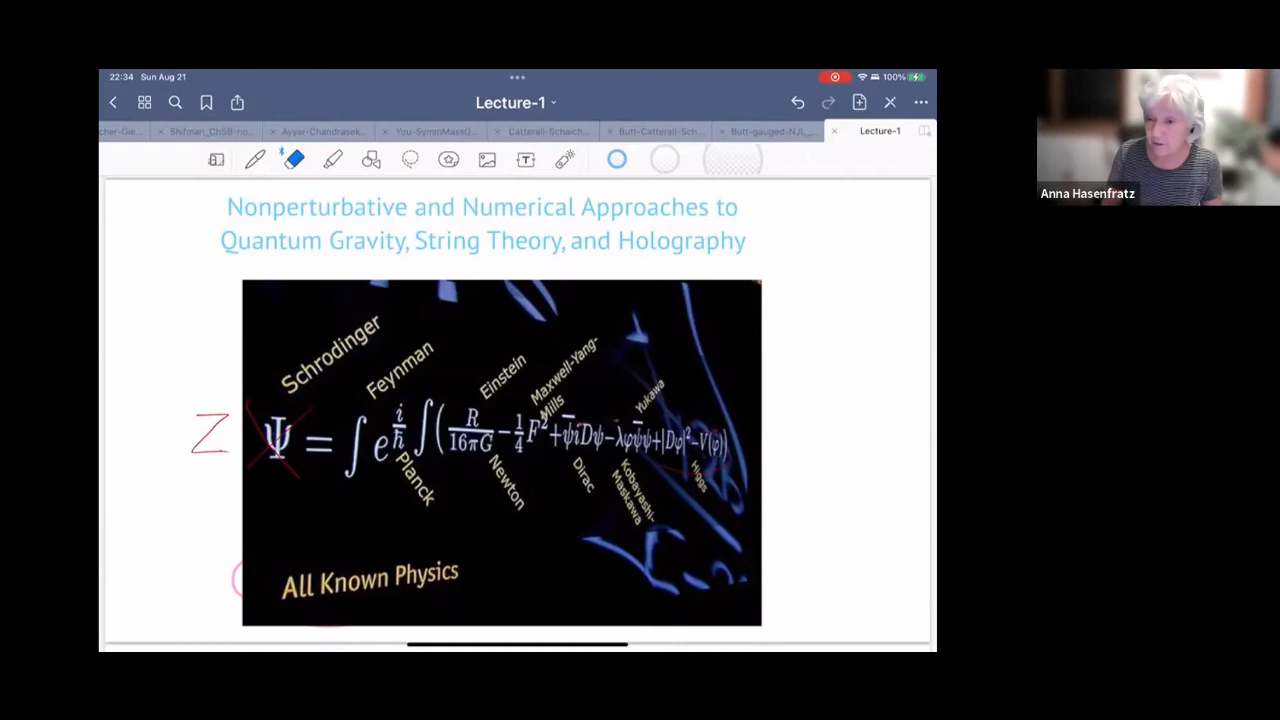 22:34 Sun Aug 21
100%
Lecture-1
cher-Gie...
Shifman_ChSB-no...
Ayyar-Chandrasek...
You-SymmMassG...
Catterall-Schaich...
Butt-Catterall-Sch...
Butt-gauged-NJL_...
Lecture-1
Nonperturbative and Numerical Approaches to
Quantum Gravity, String Theory, and Holography
Schrodinger
Feynman
Einstein
Maxwell-Yang-
Mills
Yukawa
Z Ψ = ∫ e^{i/ħ ∫(R/16πG − 1/4 F² + ψ̄iDψ − λφψ̄ψ + |Dφ|² − V(φ))}
Planck
Newton
Dirac
Kobayashi-
Maskawa
Higgs
All Known Physics
Anna Hasenfratz